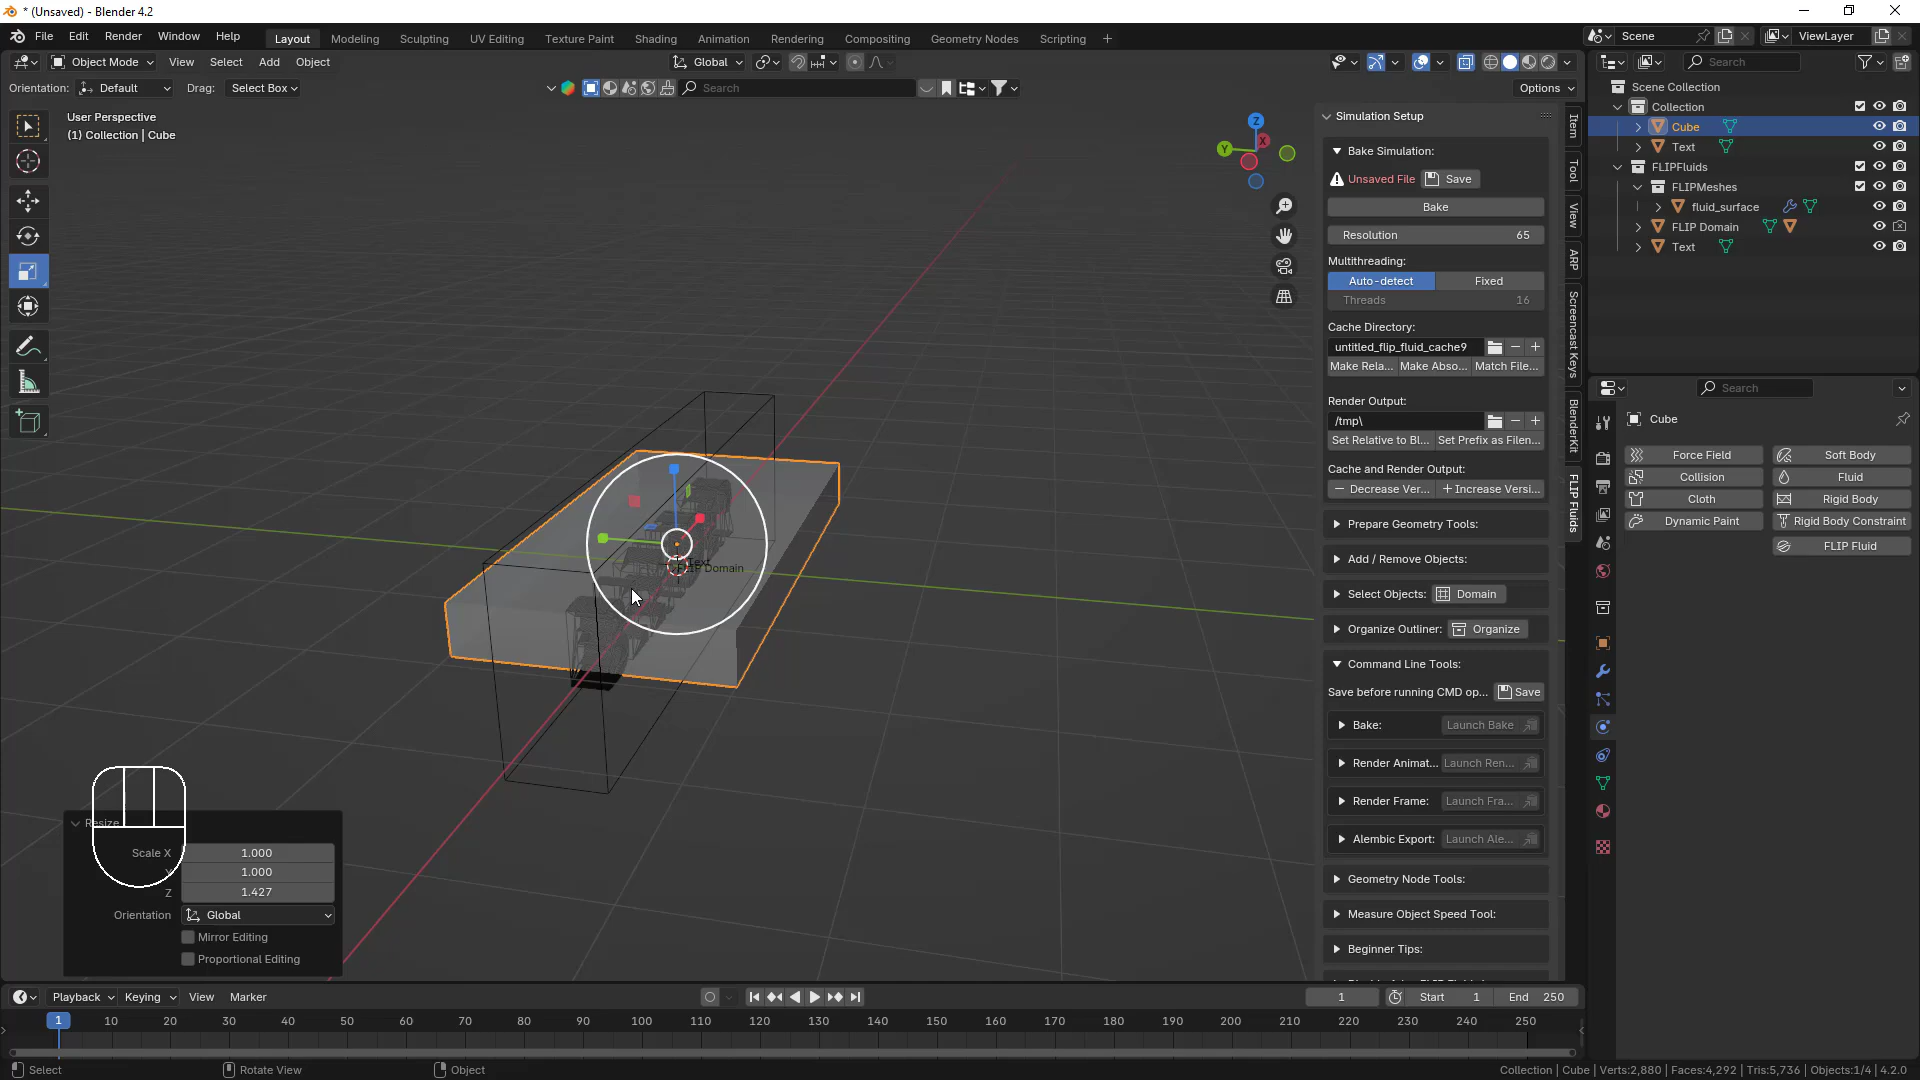 * (Unsaved) - Blender 4.2
File Edit Render Window Help
Layout Modeling Sculpting UV Editing Texture Paint Shading Animation Rendering Compositing Geometry Nodes Scripting +
Scene ViewLayer
Object Mode View Select Add Object Global
Orientation: Default Drag: Select Box Search Options
User Perspective
(1) Collection | Cube
Z
Y
X
Text
FLIP Domain
Simulation Setup
Bake Simulation:
Unsaved File Save
Bake
Resolution 65
Multithreading:
Auto-detect Fixed
Threads 16
Cache Directory:
untitled_flip_fluid_cache9
Make Rela... Make Abso... Match File...
Render Output:
/tmp\
Set Relative to Bl... Set Prefix as Filen...
Cache and Render Output:
Decrease Ver... Increase Versi...
Prepare Geometry Tools:
Add / Remove Objects:
Select Objects: Domain
Organize Outliner: Organize
Command Line Tools:
Save before running CMD op... Save
Bake: Launch Bake
Render Animat... Launch Ren...
Render Frame: Launch Fra...
Alembic Export: Launch Ale...
Geometry Node Tools:
Measure Object Speed Tool:
Beginner Tips:
Item
Tool
View
ARP
Screencast Keys
BlenderKit
FLIP Fluids
Search
Scene Collection
Collection
Cube
Text
FLIPFluids
FLIPMeshes
fluid_surface
FLIP Domain
Text
Search
Cube
Force Field Soft Body
Collision Fluid
Cloth Rigid Body
Dynamic Paint Rigid Body Constraint
FLIP Fluid
Resize
Scale X 1.000
1.000
Z 1.427
Orientation Global
Mirror Editing
Proportional Editing
Playback Keying View Marker 1 Start 1 End 250
1 10 20 30 40 50 60 70 80 90 100 110 120 130 140 150 160 170 180 190 200 210 220 230 240 250
Select Rotate View Object Collection | Cube | Verts:2,880 | Faces:4,292 | Tris:5,736 | Objects:1/4 | 4.2.0